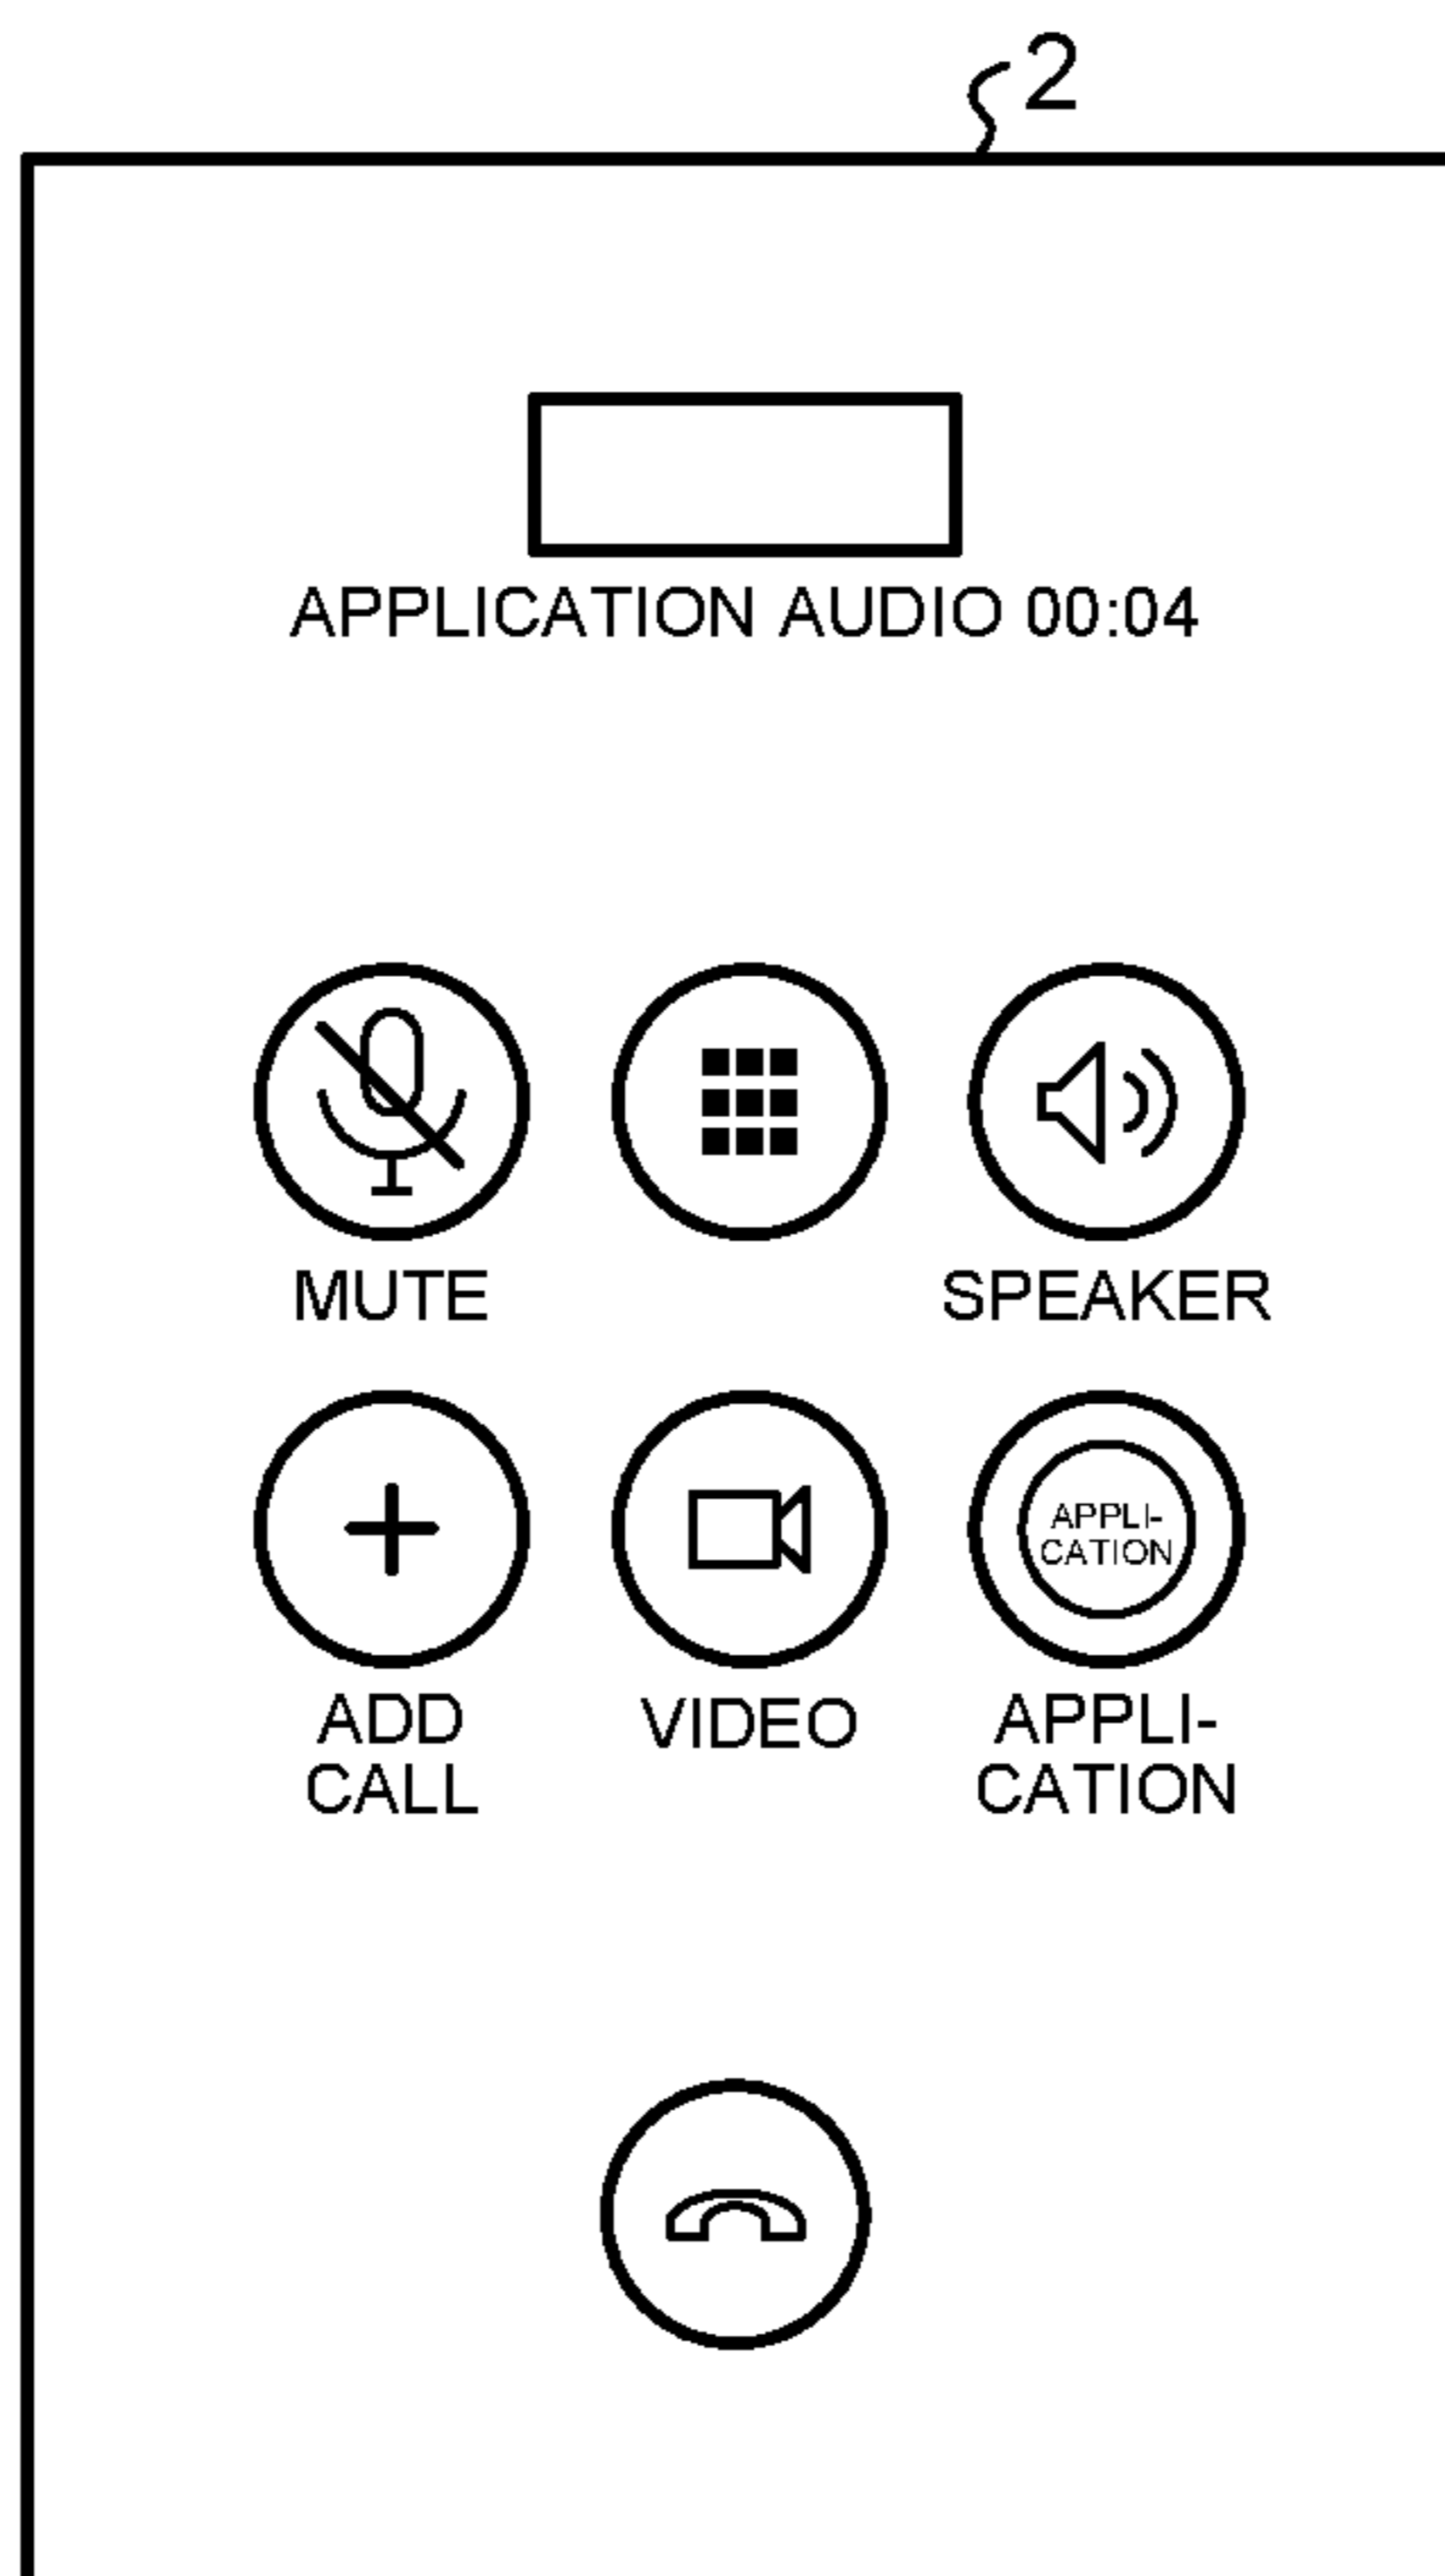 2
APPLICATION AUDIO 00:04
MUTE
SPEAKER
APPLI-
CATION
ADD
CALL
VIDEO
APPLI-
CATION